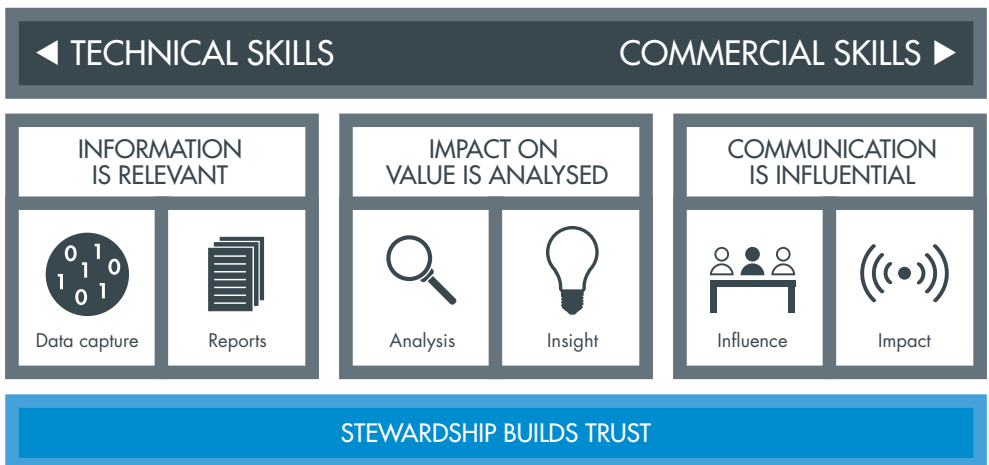 TECHNICAL SKILLS
COMMERCIAL SKILLS
INFORMATION
IS RELEVANT
0 1
1 1 0
0 1
Data capture
Reports
IMPACT ON
VALUE IS ANALYSED
Analysis
Insight
COMMUNICATION
IS INFLUENTIAL
Influence
Impact
STEWARDSHIP BUILDS TRUST